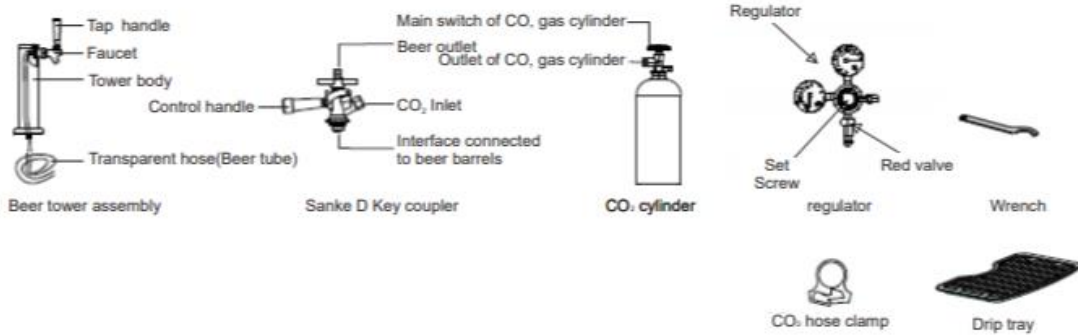 Tap handle
Faucet
Tower body
Transparent hose(Beer tube)
Beer tower assembly
Beer outlet
Control handle
CO₂ Inlet
Interface connected
to beer barrels
Sanke D Key coupler
Main switch of CO, gas cylinder
Outlet of CO, gas cylinder
CO₂ cylinder
Regulator
Set
Screw
Red valve
regulator
Wrench
CO₂ hose clamp
Drip tray